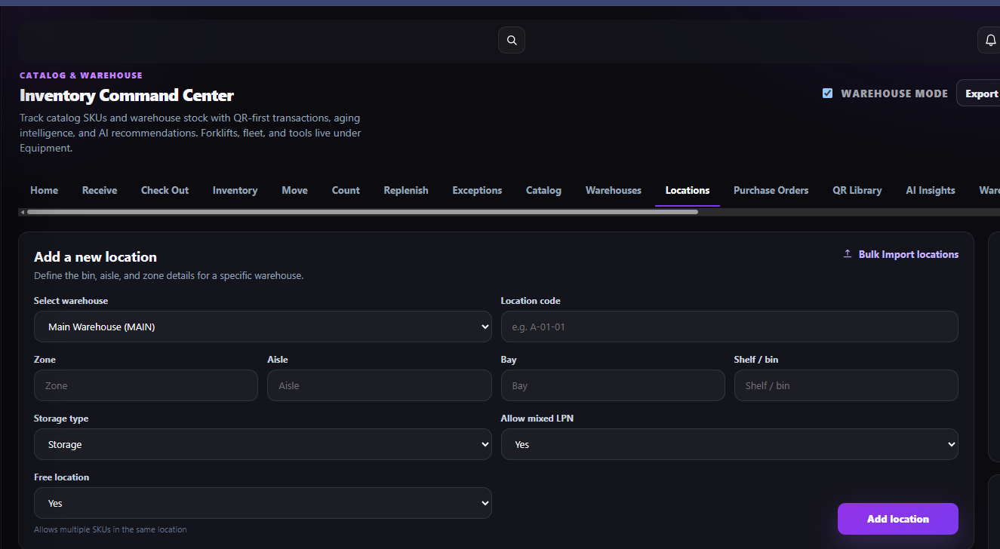 CATALOG & WAREHOUSE
Inventory Command Center
Track catalog SKUs and warehouse stock with QR-first transactions, aging
intelligence, and AI recommendations. Forklifts, fleet, and tools live under
Equipment.
WAREHOUSE MODE
Export
Home Receive Check Out Inventory Move Count Replenish Exceptions Catalog Warehouses Locations Purchase Orders QR Library AI Insights
Add a new location
Bulk Import locations
Define the bin, aisle, and zone details for a specific warehouse.
Select warehouse Location code
Main Warehouse (MAIN) e.g. A-01-01
Zone Aisle Bay Shelf / bin
Zone Aisle Bay Shelf / bin
Storage type Allow mixed LPN
Storage Yes
Free location
Yes
Allows multiple SKUs in the same location
Add location